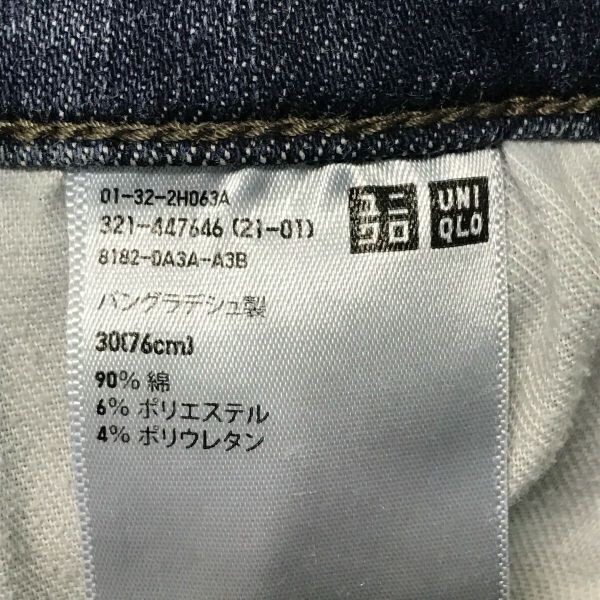 01-32-2H063A
321-447646 (21-01)
8182-0A3A-A3B
ユニ
クロ
UNI
QLO
バングラデシュ製
30(76cm)
90% 綿
6% ポリエステル
4% ポリウレタン